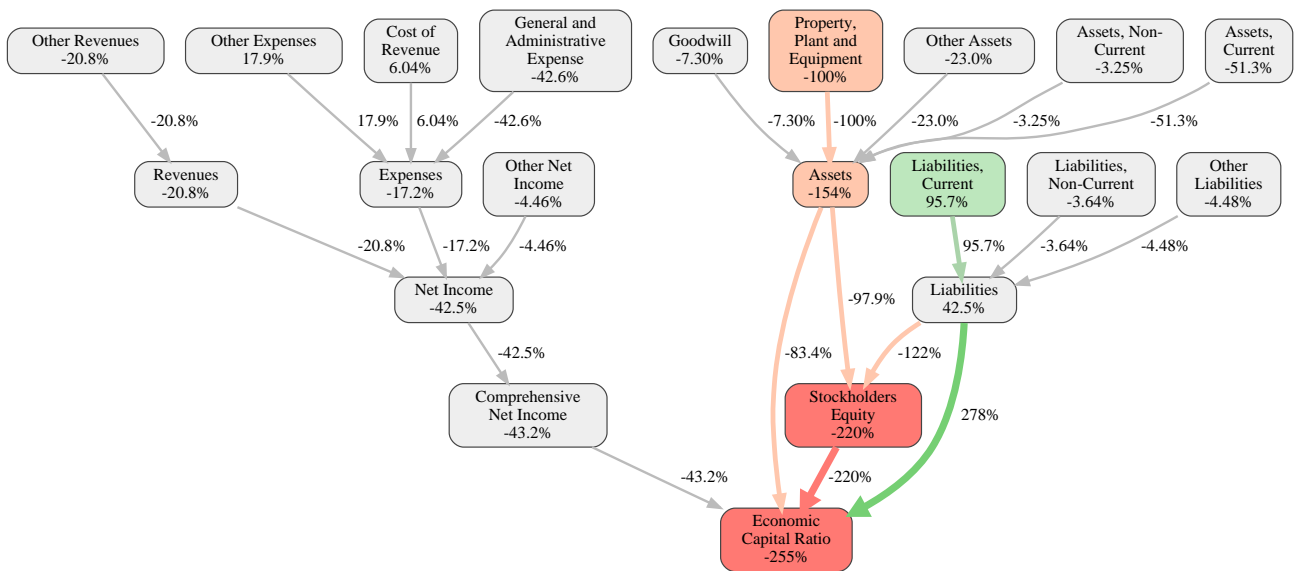 Other Revenues
-20.8%
Other Expenses
17.9%
Cost of
Revenue
6.04%
General and
Administrative
Expense
-42.6%
Goodwill
-7.30%
Property,
Plant and
Equipment
-100%
Other Assets
-23.0%
Assets, Non-
Current
-3.25%
Assets,
Current
-51.3%
-20.8%
17.9%
6.04%
-42.6%
-7.30%
-100%
-23.0%
-3.25%
-51.3%
Revenues
-20.8%
Expenses
-17.2%
Other Net
Income
-4.46%
Assets
-154%
Liabilities,
Current
95.7%
Liabilities,
Non-Current
-3.64%
Other
Liabilities
-4.48%
-20.8%
-17.2%
-4.46%
95.7%
-3.64%
-4.48%
Net Income
-42.5%
-97.9%
Liabilities
42.5%
-42.5%
-83.4%
-122%
Comprehensive
Net Income
-43.2%
Stockholders
Equity
-220%
278%
-43.2%
-220%
Economic
Capital Ratio
-255%